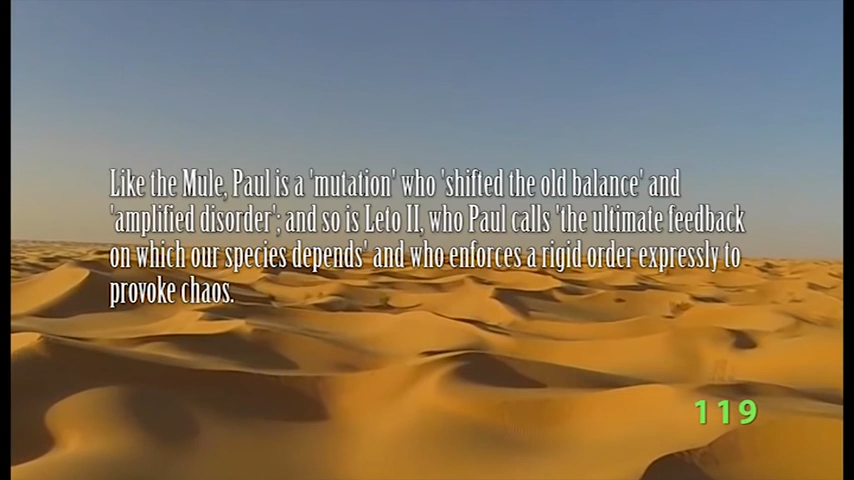 Like the Mule, Paul is a 'mutation' who 'shifted the old balance' and
'amplified disorder'; and so is Leto II, who Paul calls 'the ultimate feedback
on which our species depends' and who enforces a rigid order expressly to
provoke chaos.
119